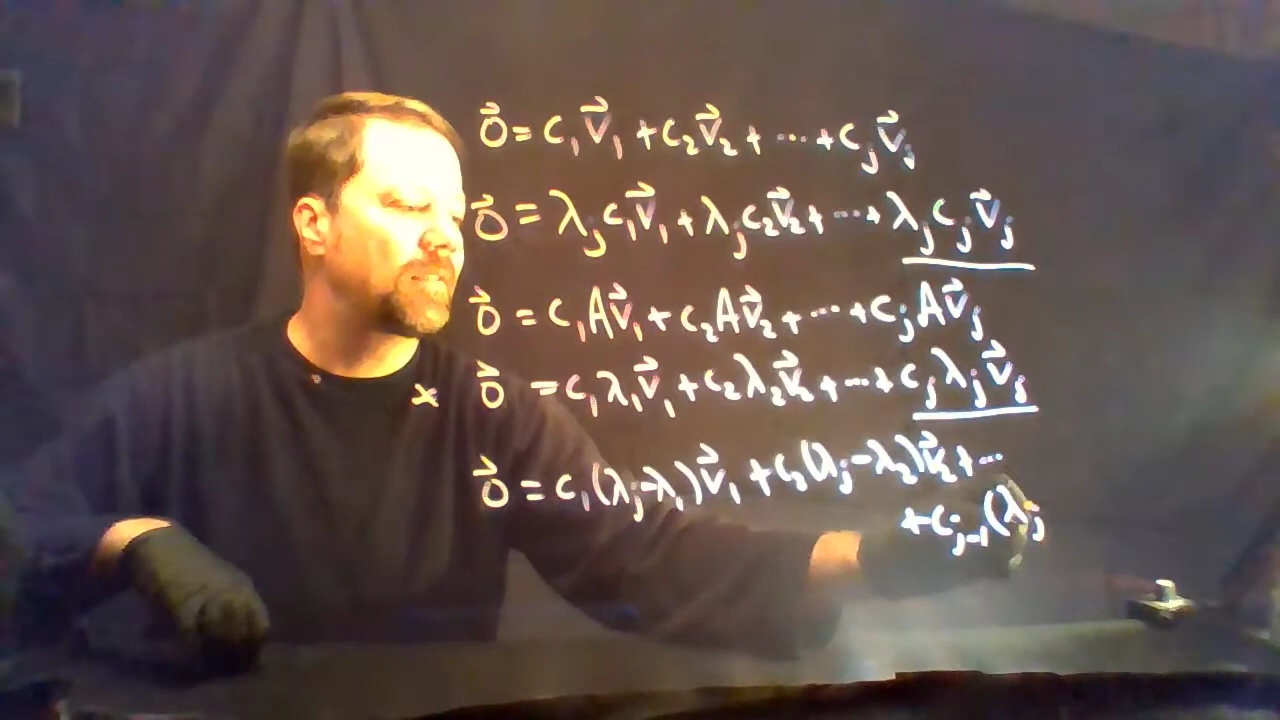 0⃗ = c₁v⃗₁ + c₂v⃗₂ + ⋯ + cⱼv⃗ⱼ
0⃗ = λⱼc₁v⃗₁ + λⱼc₂v⃗₂ + ⋯ + λⱼcⱼv⃗ⱼ
0⃗ = c₁Av⃗₁ + c₂Av⃗₂ + ⋯ + cⱼAv⃗ⱼ
× 0⃗ = c₁λ₁v⃗₁ + c₂λ₂v⃗₂ + ⋯ + cⱼλⱼv⃗ⱼ
0⃗ = c₁(λⱼ-λ₁)v⃗₁ + c₂(λⱼ-λ₂)v⃗₂ + ⋯
+ cⱼ₋₁(λⱼ